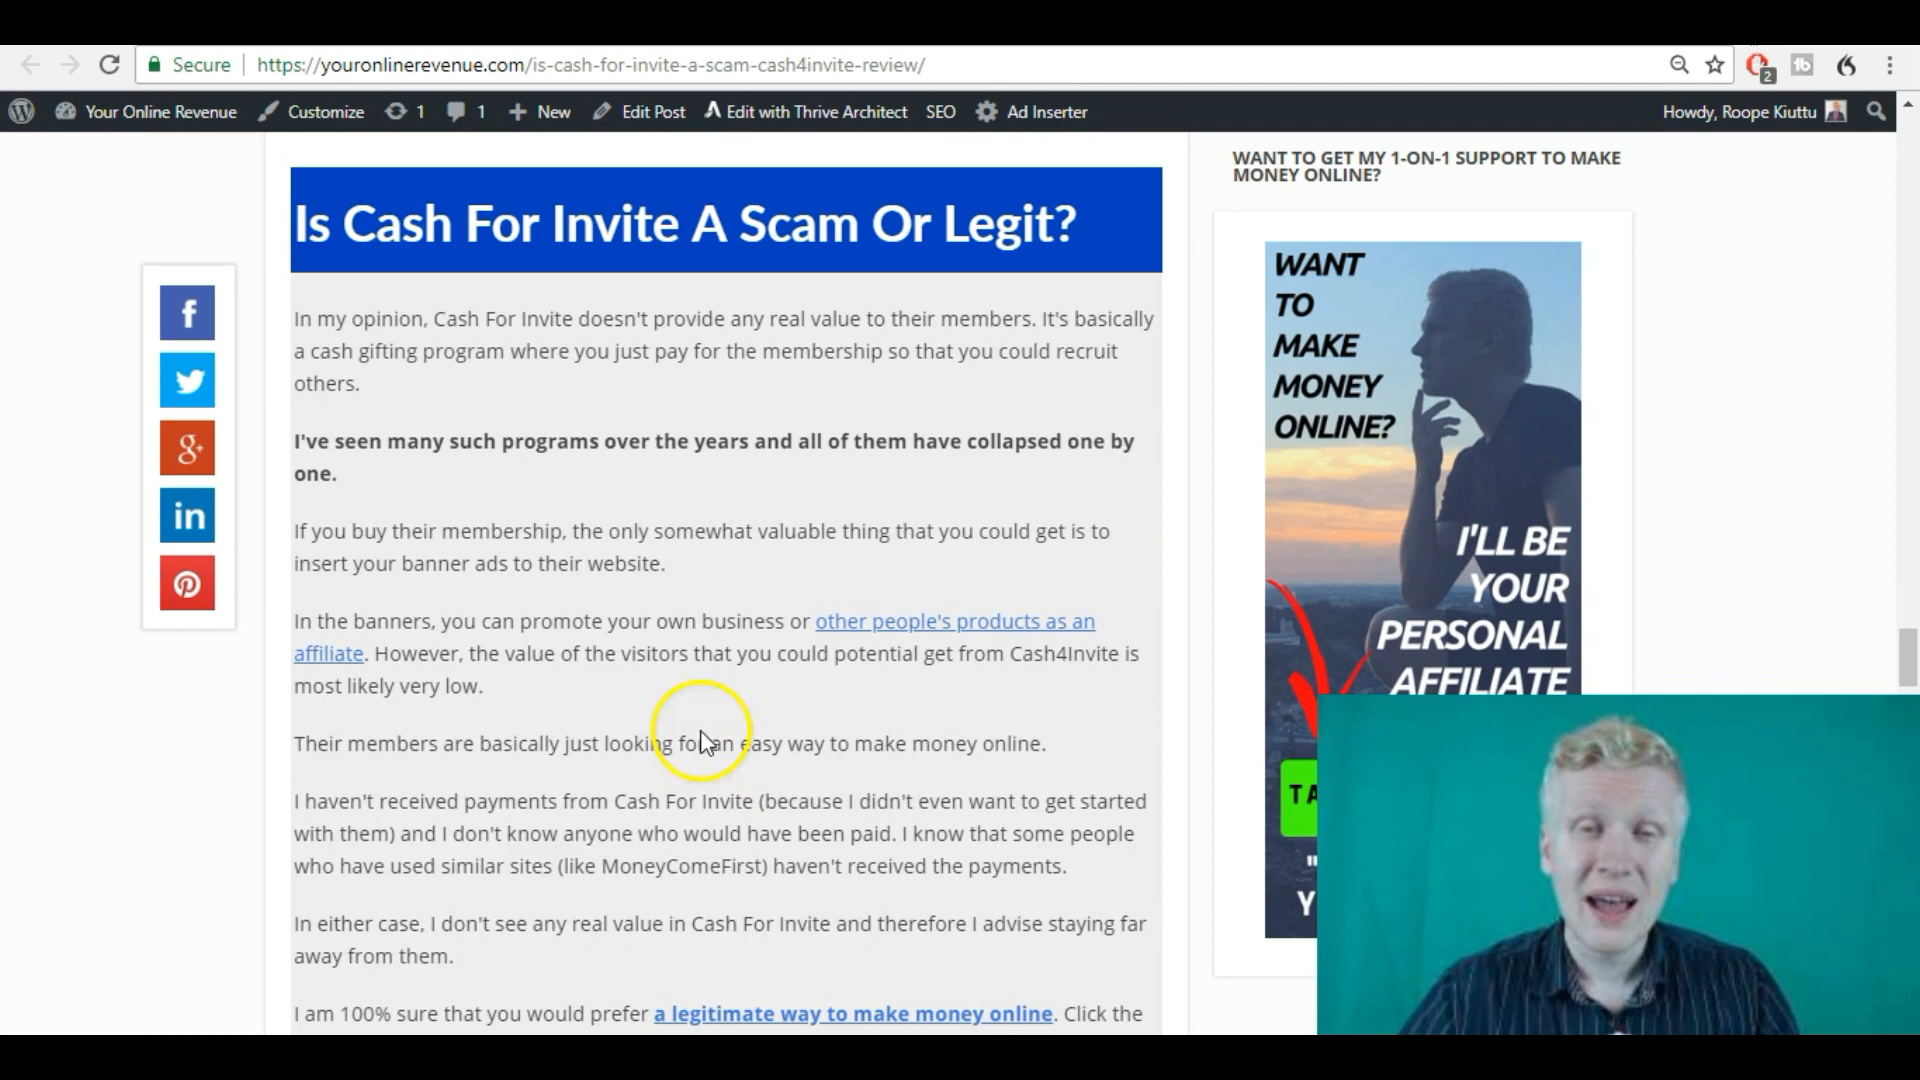 Secure
https://youronlinerevenue.com/is-cash-for-invite-a-scam-cash4invite-review/
2
Your Online Revenue Customize 1 1 New Edit Post Edit with Thrive Architect SEO Ad Inserter
Howdy, Roope Kiuttu
Is Cash For Invite A Scam Or Legit?
In my opinion, Cash For Invite doesn't provide any real value to their members. It's basically
a cash gifting program where you just pay for the membership so that you could recruit
others.
I've seen many such programs over the years and all of them have collapsed one by
one.
If you buy their membership, the only somewhat valuable thing that you could get is to
insert your banner ads to their website.
In the banners, you can promote your own business or other people's products as an
affiliate. However, the value of the visitors that you could potential get from Cash4Invite is
most likely very low.
Their members are basically just looking for an easy way to make money online.
I haven't received payments from Cash For Invite (because I didn't even want to get started
with them) and I don't know anyone who would have been paid. I know that some people
who have used similar sites (like MoneyComeFirst) haven't received the payments.
In either case, I don't see any real value in Cash For Invite and therefore I advise staying far
away from them.
I am 100% sure that you would prefer a legitimate way to make money online. Click the
WANT TO GET MY 1-ON-1 SUPPORT TO MAKE
MONEY ONLINE?
WANT
TO
MAKE
MONEY
ONLINE?
I'LL BE
YOUR
PERSONAL
AFFILIATE